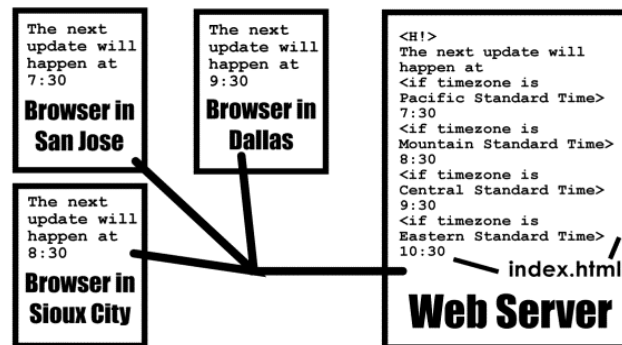 The next
update will
happen at
7:30
Browser in
San Jose
The next
update will
happen at
9:30
Browser in
Dallas
The next
update will
happen at
8:30
Browser in
Sioux City
<H!>
The next update will
happen at
<if timezone is
Pacific Standard Time>
7:30
<if timezone is
Mountain Standard Time>
8:30
<if timezone is
Central Standard Time>
9:30
<if timezone is
Eastern Standard Time>
10:30
index.html
Web Server